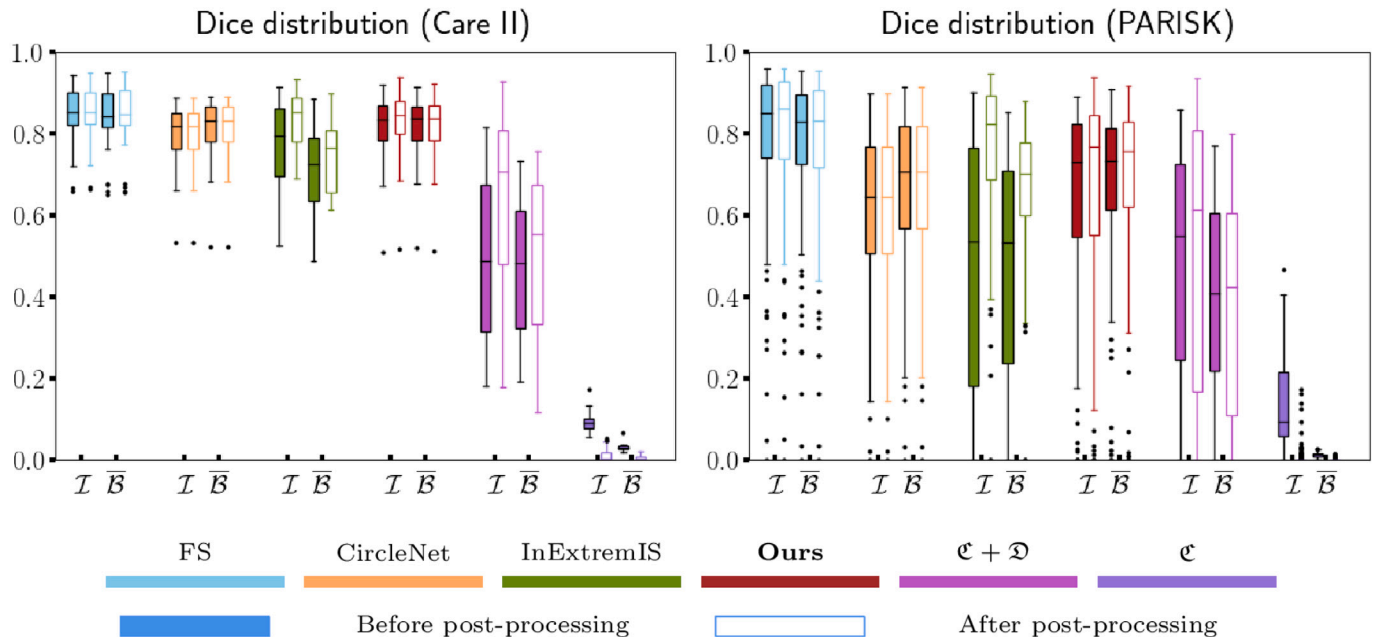 Dice distribution (Care II) Dice distribution (PARISK)
1.0 1.0
0.8 0.8
0.6 0.6
0.4 0.4
0.2 0.2
0.0 0.0
ℐ ℬ̅ ℐ ℬ̅ ℐ ℬ̅ ℐ ℬ̅ ℐ ℬ̅ ℐ ℬ̅ ℐ ℬ̅ ℐ ℬ̅ ℐ ℬ̅ ℐ ℬ̅ ℐ ℬ̅ ℐ ℬ̅
FS CircleNet InExtremIS Ours ℭ + 𝔇 ℭ
Before post-processing After post-processing